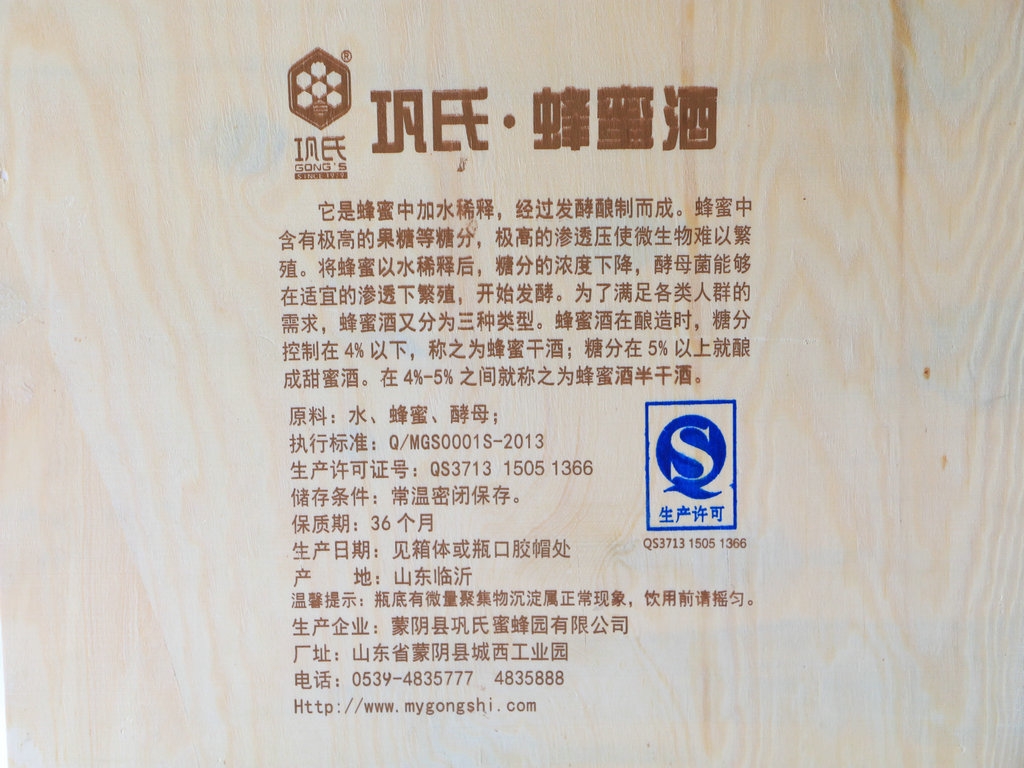 ®
巩氏
GONG'S
SINCE 1979
巩氏·蜂蜜酒
它是蜂蜜中加水稀释，经过发酵酿制而成。蜂蜜中
含有极高的果糖等糖分，极高的渗透压使微生物难以繁
殖。将蜂蜜以水稀释后，糖分的浓度下降，酵母菌能够
在适宜的渗透下繁殖，开始发酵。为了满足各类人群的
需求，蜂蜜酒又分为三种类型。蜂蜜酒在酿造时，糖分
控制在4%以下，称之为蜂蜜干酒；糖分在5%以上就酿
成甜蜜酒。在4%-5%之间就称之为蜂蜜酒半干酒。
原料：水、蜂蜜、酵母；
执行标准：Q/MGS0001S-2013
生产许可证号：QS3713 1505 1366
储存条件：常温密闭保存。
保质期：36个月
生产日期：见箱体或瓶口胶帽处
产　　地：山东临沂
温馨提示：瓶底有微量聚集物沉淀属正常现象，饮用前请摇匀。
生产企业：蒙阴县巩氏蜜蜂园有限公司
厂址：山东省蒙阴县城西工业园
电话：0539-4835777 4835888
Http://www.mygongshi.com
QS
生产许可
QS3713 1505 1366